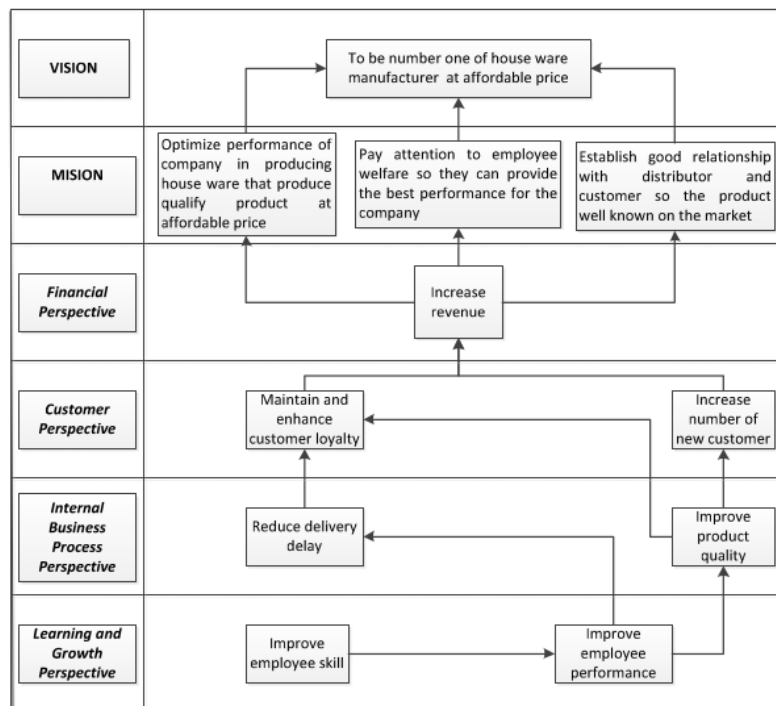 VISION
To be number one of house ware
manufacturer at affordable price
MISION
Optimize performance of
company in producing
house ware that produce
qualify product at
affordable price
Pay attention to employee
welfare so they can provide
the best performance for the
company
Establish good relationship
with distributor and
customer so the product
well known on the market
Financial
Perspective
Increase
revenue
Customer
Perspective
Maintain and
enhance
customer loyalty
Increase
number of
new customer
Internal
Business
Process
Perspective
Reduce delivery
delay
Improve
product
quality
Learning and
Growth
Perspective
Improve
employee skill
Improve
employee
performance